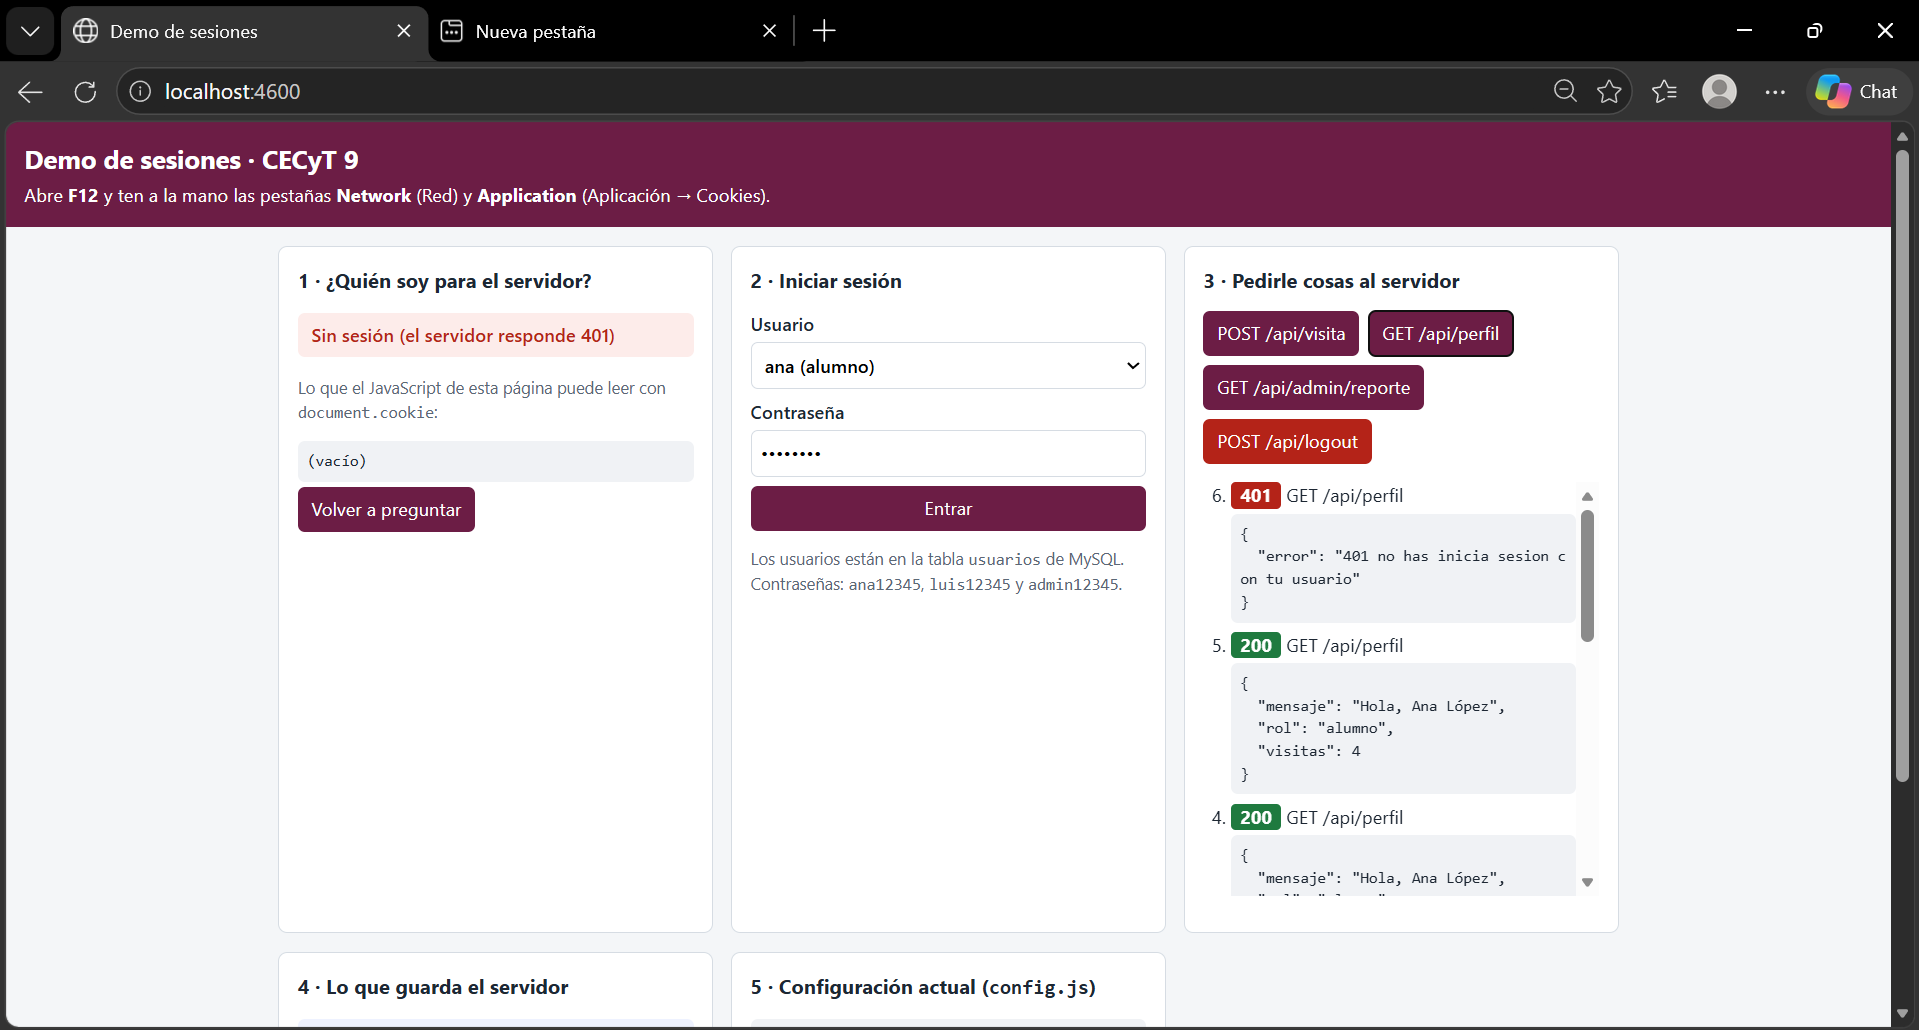 Demo de sesiones
Nueva pestaña
localhost:4600
Chat
Demo de sesiones · CECyT 9
Abre F12 y ten a la mano las pestañas Network (Red) y Application (Aplicación → Cookies).
1 · ¿Quién soy para el servidor?
Sin sesión (el servidor responde 401)
Lo que el JavaScript de esta página puede leer con
document.cookie:
(vacío)
Volver a preguntar
2 · Iniciar sesión
Usuario
ana (alumno)
Contraseña
••••••••
Entrar
Los usuarios están en la tabla usuarios de MySQL.
Contraseñas: ana12345, luis12345 y admin12345.
3 · Pedirle cosas al servidor
POST /api/visita
GET /api/perfil
GET /api/admin/reporte
POST /api/logout
6. 401 GET /api/perfil
{
"error": "401 no has inicia sesion c
on tu usuario"
}
5. 200 GET /api/perfil
{
"mensaje": "Hola, Ana López",
"rol": "alumno",
"visitas": 4
}
4. 200 GET /api/perfil
{
"mensaje": "Hola, Ana López",
4 · Lo que guarda el servidor
5 · Configuración actual (config.js)